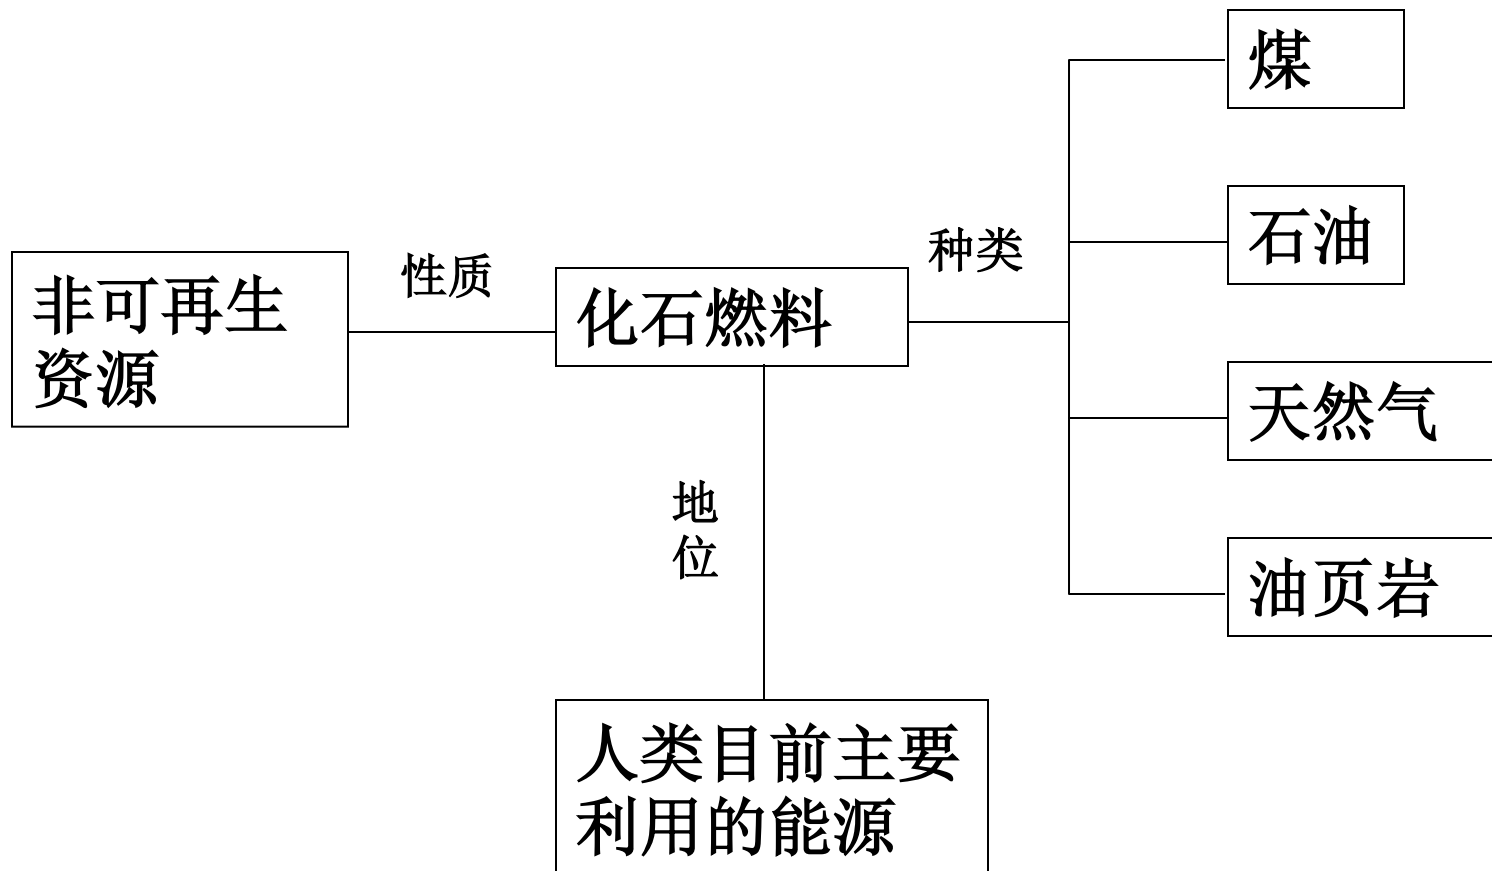 煤
石油
种类
性质
非可再生
资源
化石燃料
天然气
地
位
油页岩
人类目前主要
利用的能源